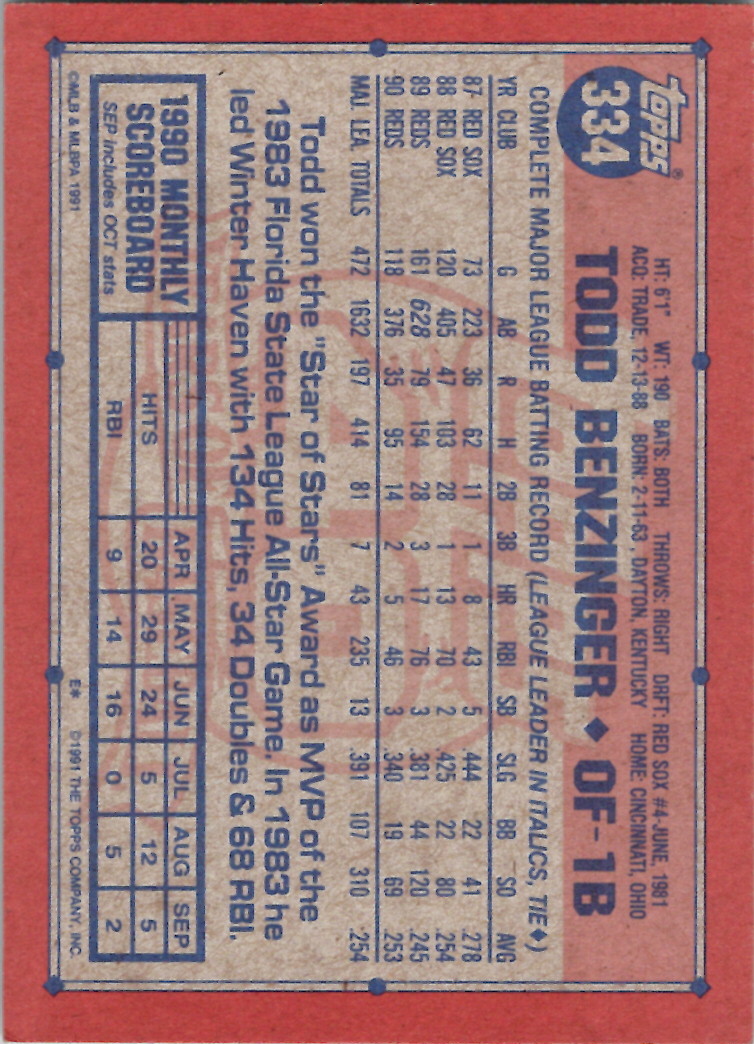 topps®
334
HT: 6'1" WT: 190 BATS: BOTH THROWS: RIGHT DRFT: RED SOX #4-JUNE, 1981
ACQ: TRADE, 12-13-88 BORN: 2-11-63, DAYTON, KENTUCKY HOME: CINCINNATI, OHIO
TODD BENZINGER ♦ OF-1B
COMPLETE MAJOR LEAGUE BATTING RECORD (LEAGUE LEADER IN ITALICS, TIE♦)
YR CLUB G AB R H 2B 3B HR RBI SB SLG BB SO AVG
87 RED SOX 73 223 36 62 11 1 8 43 5 .444 22 41 .278
88 RED SOX 120 405 47 103 28 1 13 70 2 .425 22 80 .254
89 REDS 161 628 79 154 28 3 17 76 3 .381 44 120 .245
90 REDS 118 376 35 95 14 2 5 46 3 .340 19 69 .253
MAJ. LEA. TOTALS 472 1632 197 414 81 7 43 235 13 .391 107 310 .254
Todd won the "Star of Stars" Award as MVP of the
1983 Florida State League All-Star Game. In 1983 he
led Winter Haven with 134 Hits, 34 Doubles & 68 RBI.
1990 MONTHLY
SCOREBOARD
SEP includes OCT stats
APR MAY JUN JUL AUG SEP
HITS 20 29 24 5 12 5
RBI 9 14 16 0 5 2
©MLB & MLBPA 1991 E* ©1991 THE TOPPS COMPANY, INC.